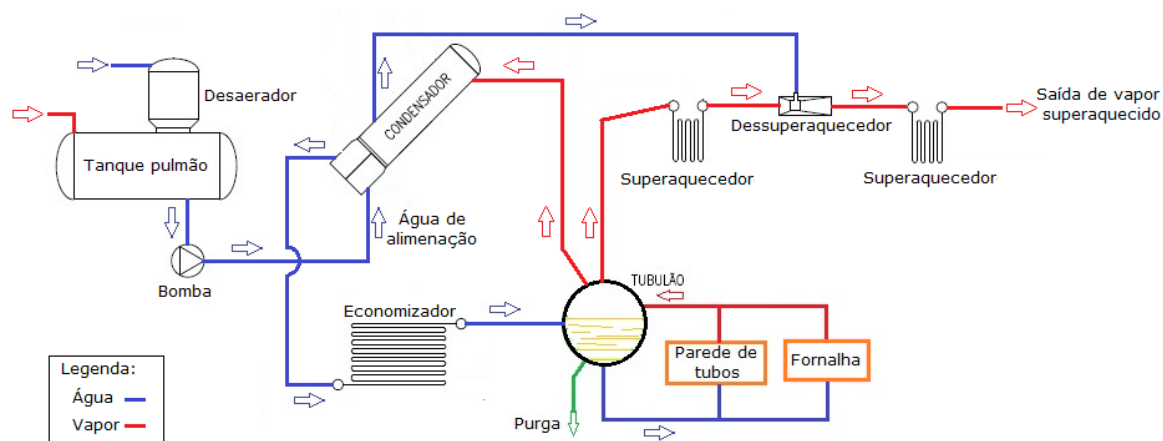 Desaerador
Tanque pulmão
Bomba
CONDENSADOR
Água de
alimenação
Economizador
TUBULÃO
Purga
Parede de
tubos
Fornalha
Superaquecedor
Dessuperaquecedor
Superaquecedor
Saída de vapor
superaquecido
Legenda:
Água
Vapor